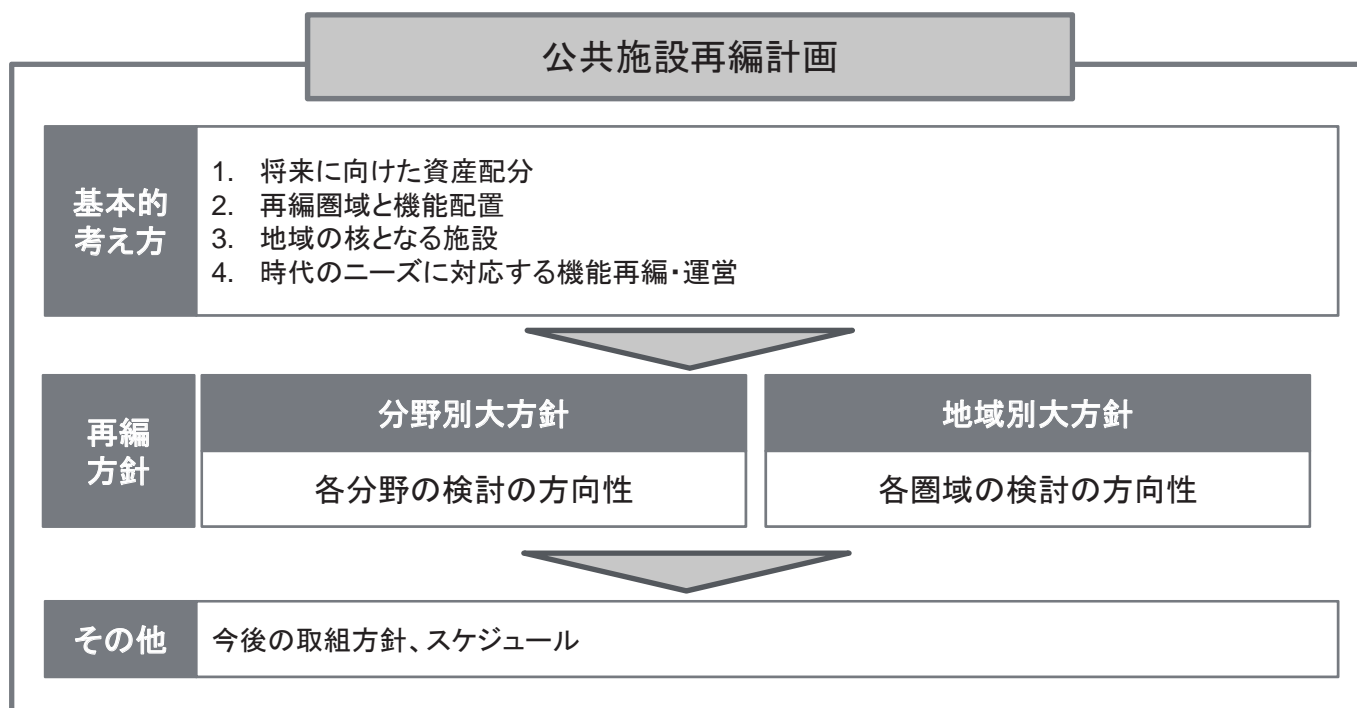 公共施設再編計画
基本的
考え方
1. 将来に向けた資産配分
2. 再編圏域と機能配置
3. 地域の核となる施設
4. 時代のニーズに対応する機能再編・運営
再編
方針
分野別大方針
各分野の検討の方向性
地域別大方針
各圏域の検討の方向性
その他
今後の取組方針、スケジュール